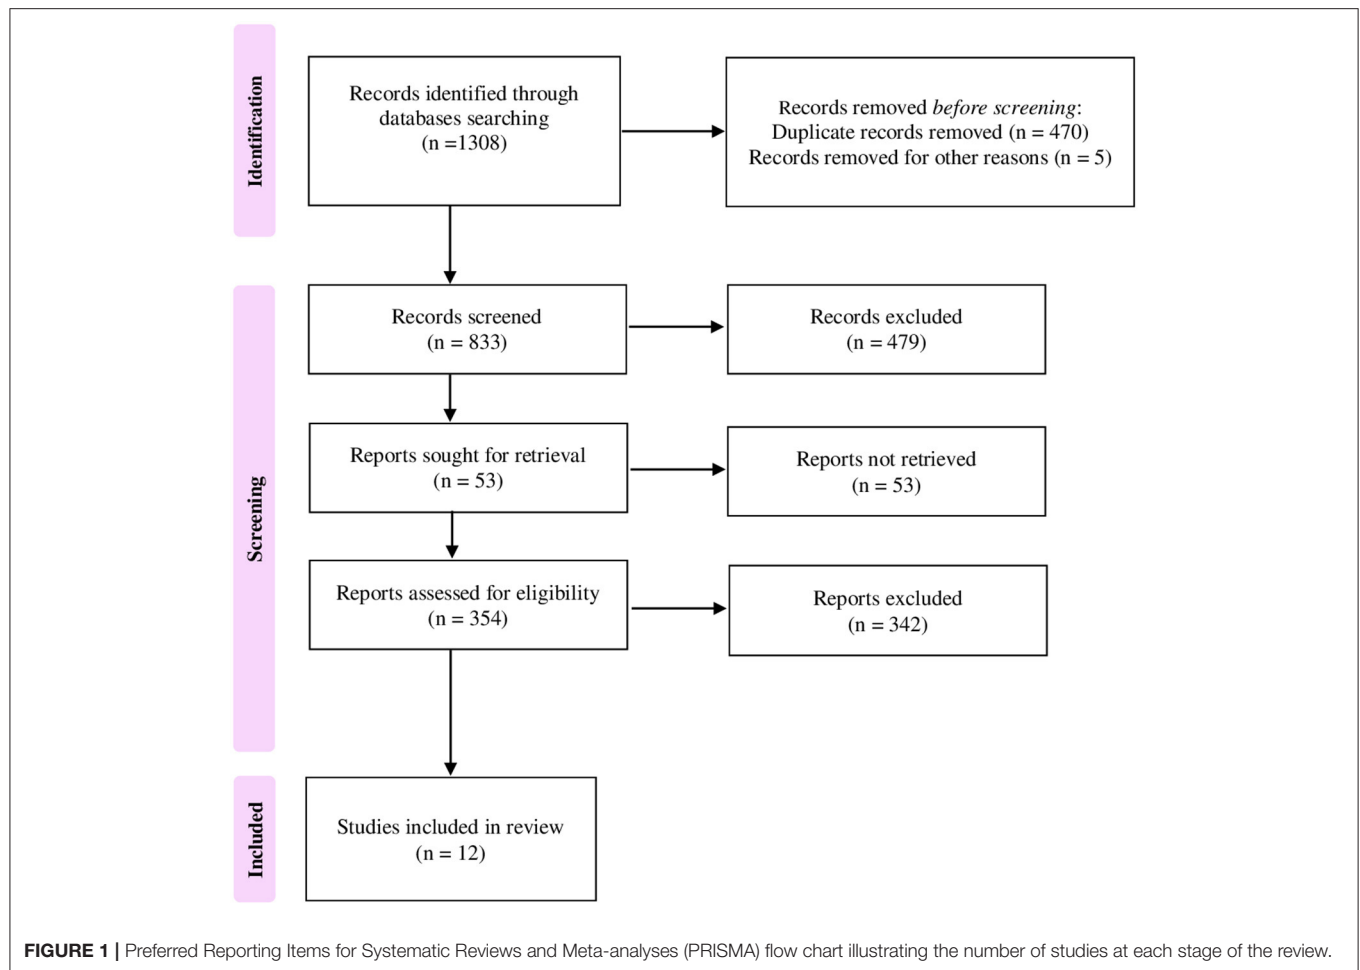 Identification
Records identified through
databases searching
(n =1308)
Records removed before screening:
Duplicate records removed (n = 470)
Records removed for other reasons (n = 5)
Screening
Records screened
(n = 833)
Records excluded
(n = 479)
Reports sought for retrieval
(n = 53)
Reports not retrieved
(n = 53)
Reports assessed for eligibility
(n = 354)
Reports excluded
(n = 342)
Included
Studies included in review
(n = 12)
FIGURE 1 | Preferred Reporting Items for Systematic Reviews and Meta-analyses (PRISMA) flow chart illustrating the number of studies at each stage of the review.